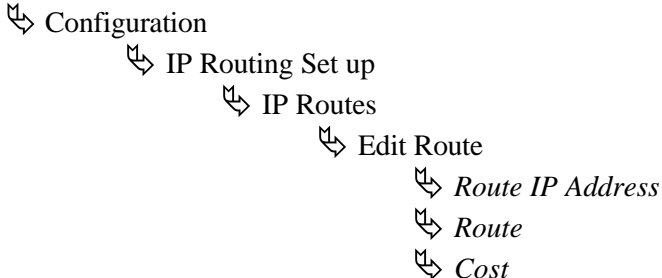 Configuration
IP Routing Set up
IP Routes
Edit Route
Route IP Address
Route
Cost